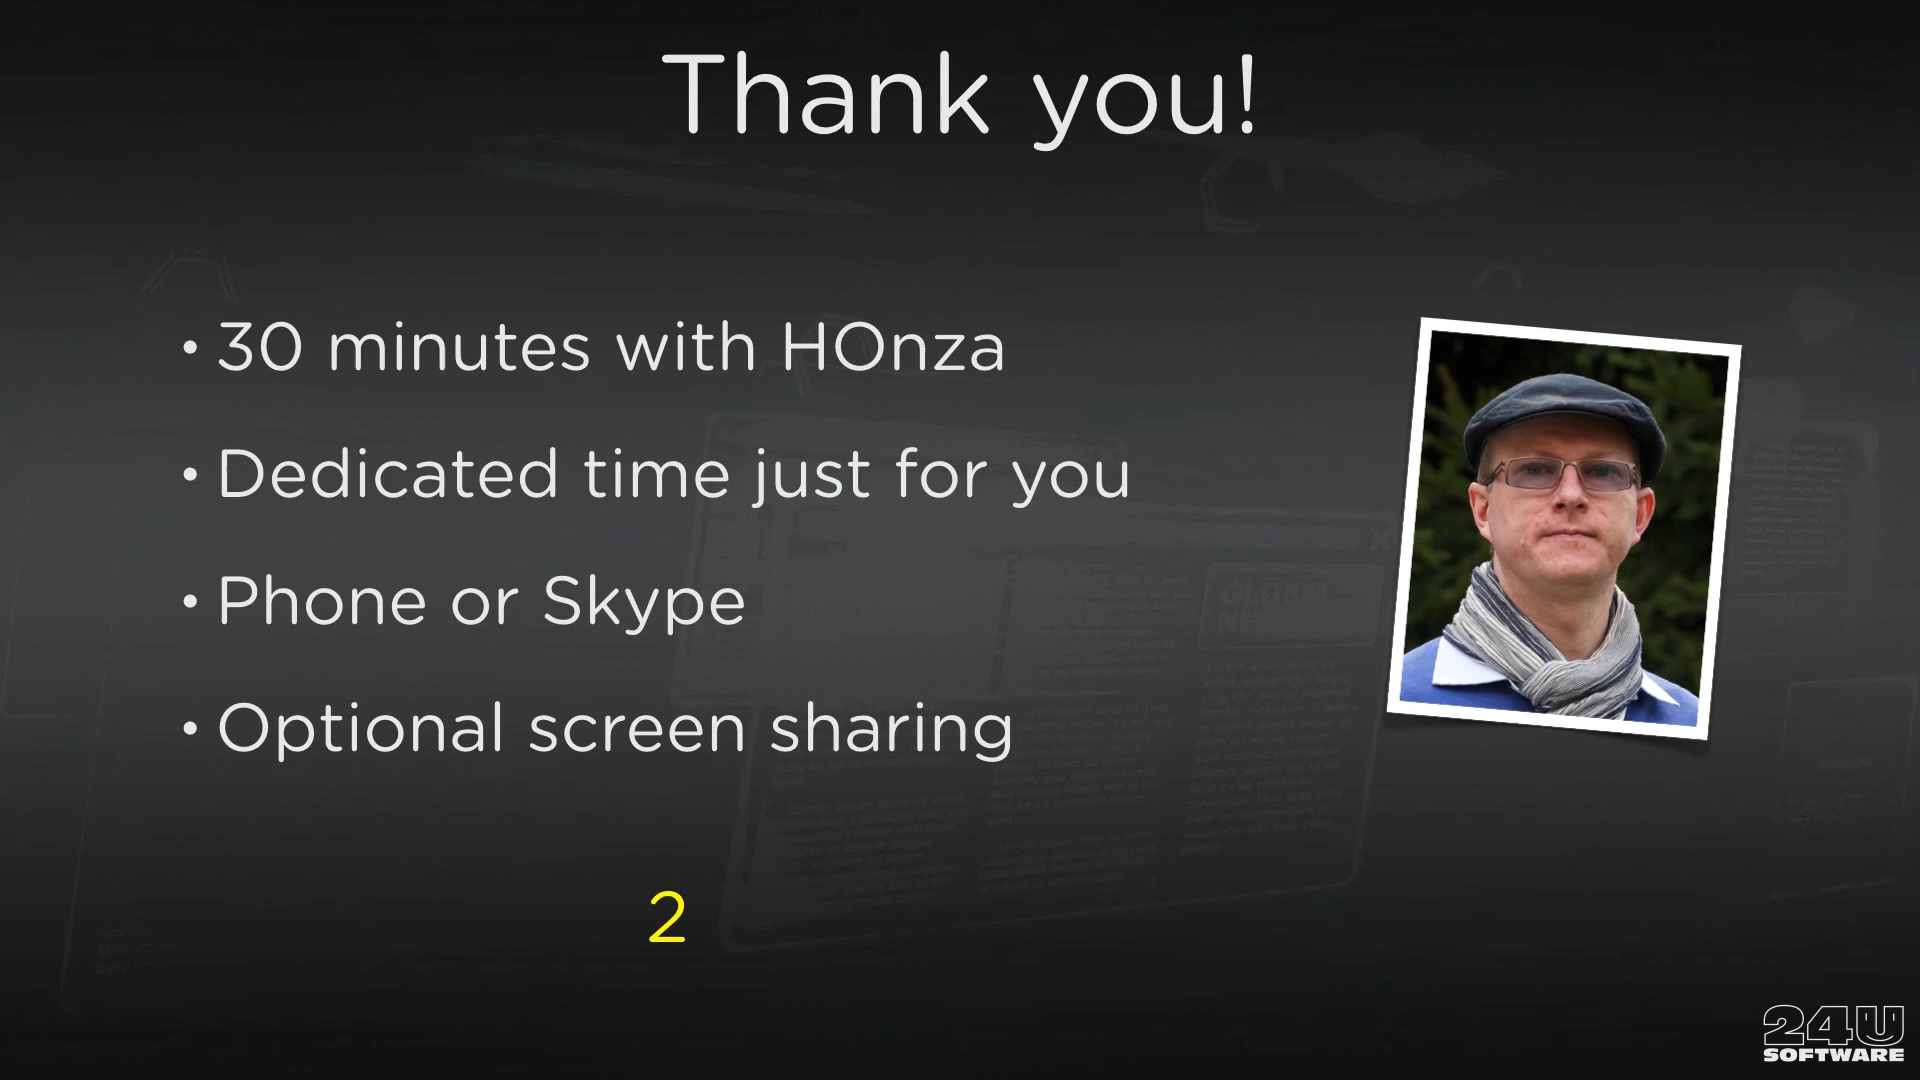 Thank you!
• 30 minutes with HOnza
• Dedicated time just for you
• Phone or Skype
• Optional screen sharing
2
24U
SOFTWARE